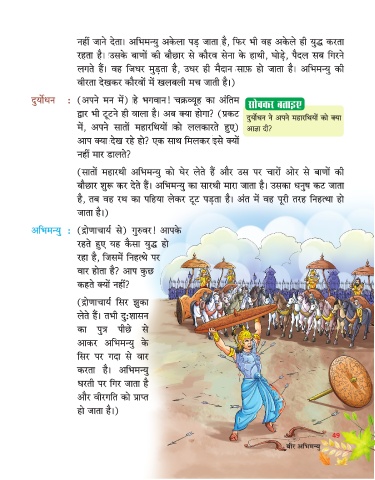 नहीं जाने देता। अभिमन्यु अकेला पड़ जाता है, फिर भी वह अकेले ही युद्ध करता
रहता है। उसके बाणों की बौछार से कौरव सेना के हाथी, घोड़े, पैदल सब गिरने
लगते हैं। वह जिधर मुड़ता है, उधर ही मैदान साफ़ हो जाता है। अभिमन्यु की
वीरता देखकर कौरवों में खलबली मच जाती है।)
दुर्योधन : (अपने मन में) हे भगवान! चक्रव्यूह का अंतिम
द्वार भी टूटने ही वाला है। अब क्या होगा? (प्रकट
में, अपने सातों महारथियों को ललकारते हुए)
आप क्या देख रहे हो? एक साथ मिलकर इसे क्यों
नहीं मार डालते?
सोचकर बताइए
दुर्योधन ने अपने महारथियों को क्या
आज्ञा दी?
(सातों महारथी अभिमन्यु को घेर लेते हैं और उस पर चारों ओर से बाणों की
बौछार शुरू कर देते हैं। अभिमन्यु का सारथी मारा जाता है। उसका धनुष कट जाता
है, तब वह रथ का पहिया लेकर टूट पड़ता है। अंत में वह पूरी तरह निहत्था हो
जाता है।)
अभिमन्यु : (द्रोणाचार्य से) गुरुवर! आपके
रहते हुए यह कैसा युद्ध हो
रहा है, जिसमें निहत्थे पर
वार होता है? आप कुछ
कहते क्यों नहीं?
(द्रोणाचार्य सिर झुका
लेते हैं। तभी दु:शासन
का पुत्र पीछे से
आकर अभिमन्यु के
सिर पर गदा से वार
करता है। अभिमन्यु
धरती पर गिर जाता है
और वीरगति को प्राप्त
हो जाता है।)
49
वीर अभिमन्यु